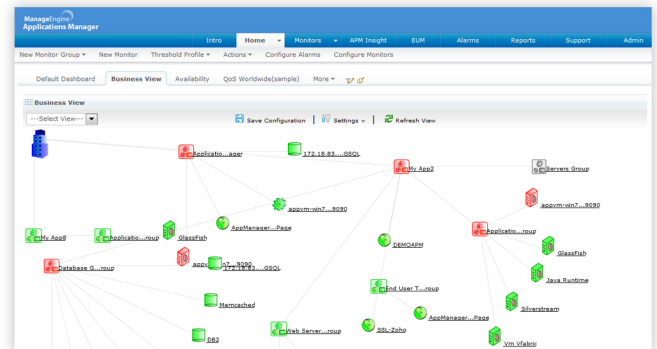 ManageEngine
Applications Manager
Intro Home Monitors APM Insight EUM Alarms Reports Support Admin
New Monitor Group New Monitor Threshold Profile Actions Configure Alarms Configure Monitors
Default Dashboard Business View Availability QoS Worldwide(sample) More
Business View
---Select View--- Save Configuration Settings Refresh View
Applicatio...ager 172.18.83....GSQL
My App2 Servers Group
appvm-win7...9090 appvm-win7...9090
AppManager...Page
My App8 Applicatio...roup GlassFish Applicatio...roup
DEMOAPM GlassFish
Database G...roup 172.18.83....GSQL
Java Runtime
End User T...roup
Memcached Silverstream
AppManager...Page
Web Server...roup SSL-Zoho
DB2 Vm Vfabric